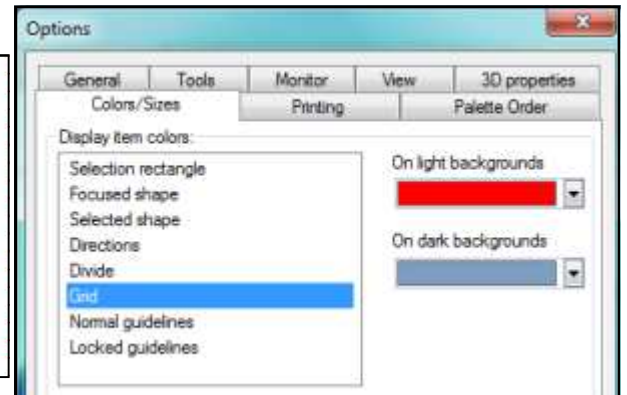 Options
General Tools Monitor View 3D properties
Colors/Sizes Printing Palette Order
Display item colors:
Selection rectangle
Focused shape
Selected shape
Directions
Divide
Grid
Normal guidelines
Locked guidelines
On light backgrounds
On dark backgrounds